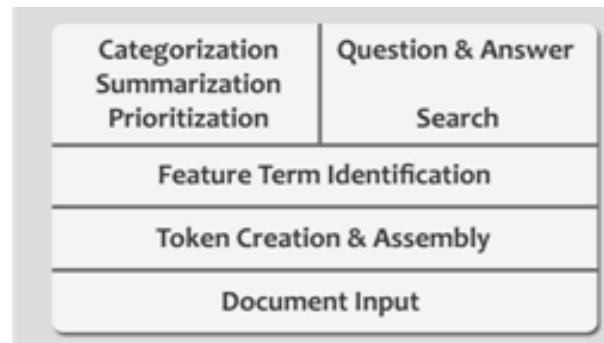 Categorization
Summarization
Prioritization
Question & Answer
Search
Feature Term Identification
Token Creation & Assembly
Document Input